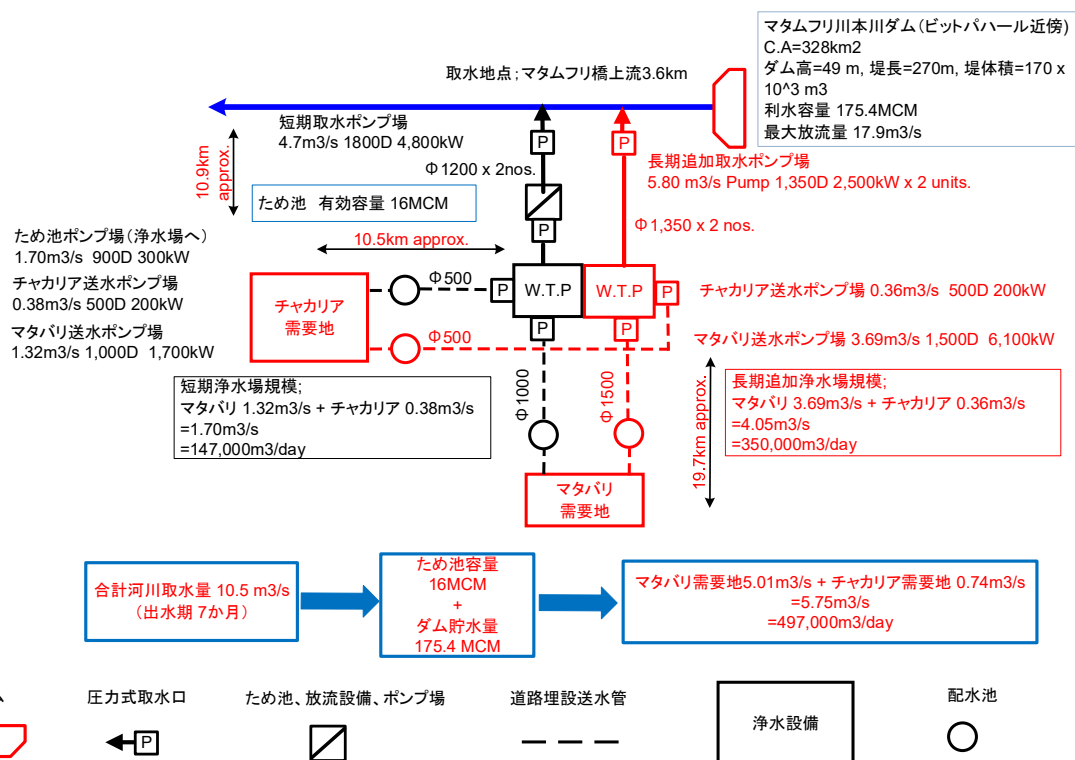 マタムフリ川本川ダム(ビットパハール近傍)
C.A=328km2
ダム高=49 m, 堤長=270m, 堤体積=170 x
10^3 m3
利水容量 175.4MCM
最大放流量 17.9m3/s
取水地点；マタムフリ橋上流3.6km
短期取水ポンプ場
4.7m3/s 1800D 4,800kW
10.9km
approx.
P
P
Φ1200 x 2nos.
長期追加取水ポンプ場
5.80 m3/s Pump 1,350D 2,500kW x 2 units.
ため池 有効容量 16MCM
P
Φ1,350 x 2 nos.
ため池ポンプ場(浄水場へ)
1.70m3/s 900D 300kW
10.5km approx.
チャカリア送水ポンプ場
0.38m3/s 500D 200kW
マタバリ送水ポンプ場
1.32m3/s 1,000D 1,700kW
チャカリア
需要地
Φ500
P
W.T.P
W.T.P
P
チャカリア送水ポンプ場 0.36m3/s 500D 200kW
Φ500
P
P
マタバリ送水ポンプ場 3.69m3/s 1,500D 6,100kW
短期浄水場規模;
マタバリ 1.32m3/s + チャカリア 0.38m3/s
=1.70m3/s
=147,000m3/day
Φ1000
Φ1500
19.7km approx.
長期追加浄水場規模;
マタバリ 3.69m3/s + チャカリア 0.36m3/s
=4.05m3/s
=350,000m3/day
マタバリ
需要地
合計河川取水量 10.5 m3/s
(出水期 7か月)
ため池容量
16MCM
+
ダム貯水量
175.4 MCM
マタバリ需要地5.01m3/s + チャカリア需要地 0.74m3/s
=5.75m3/s
=497,000m3/day
圧力式取水口
ため池、放流設備、ポンプ場
道路埋設送水管
浄水設備
配水池
P